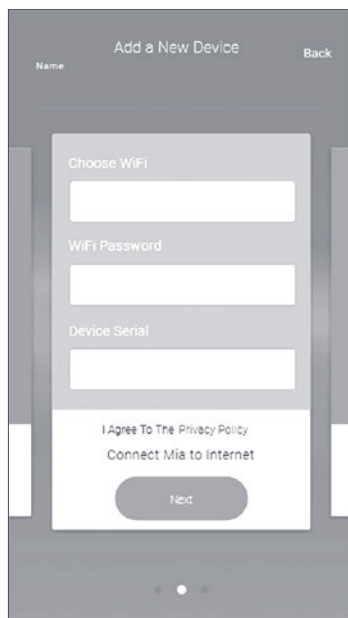 Add a New Device
Back
Name
Choose WiFi
WiFi Password
Device Serial
I Agree To The Privacy Policy
Connect Mia to Internet
Next